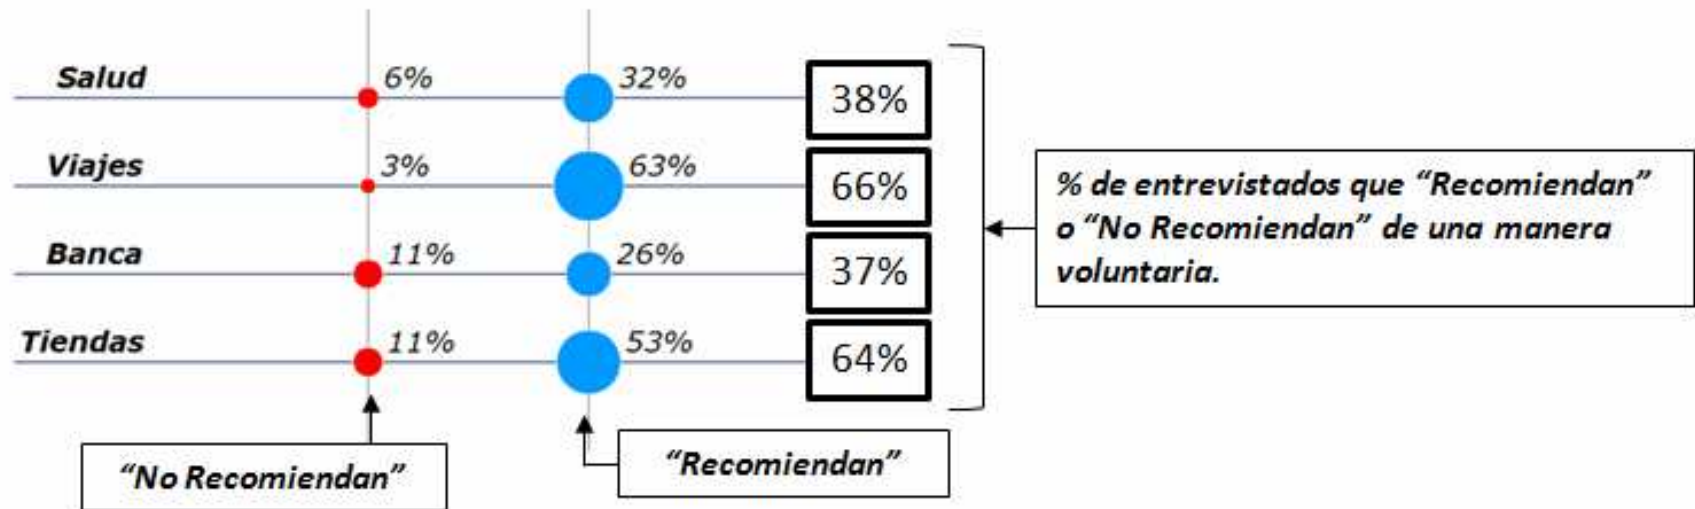 Salud 6% 32% 38%
Viajes 3% 63% 66%
Banca 11% 26% 37%
Tiendas 11% 53% 64%
% de entrevistados que “Recomiendan”
o “No Recomiendan” de una manera
voluntaria.
“No Recomiendan”
“Recomiendan”